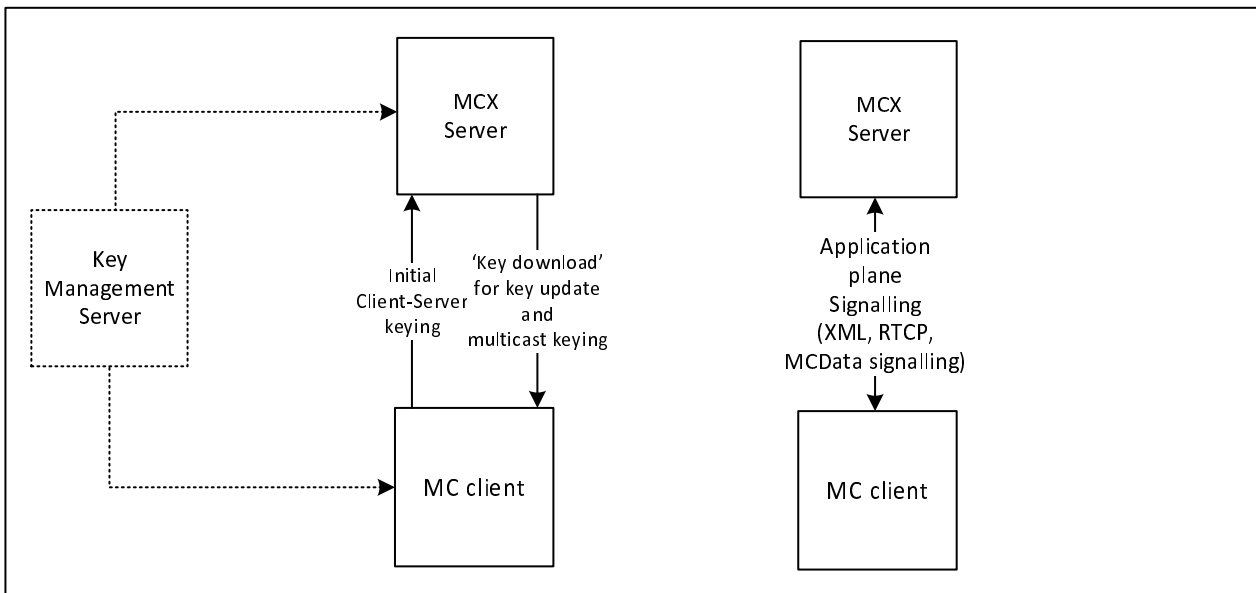 MCX
Server
Key
Management
Server
Initial
Client-Server
keying
‘Key download’
for key update
and
multicast keying
MC client
MCX
Server
Application
plane
Signalling
(XML, RTCP,
MCData signalling)
MC client